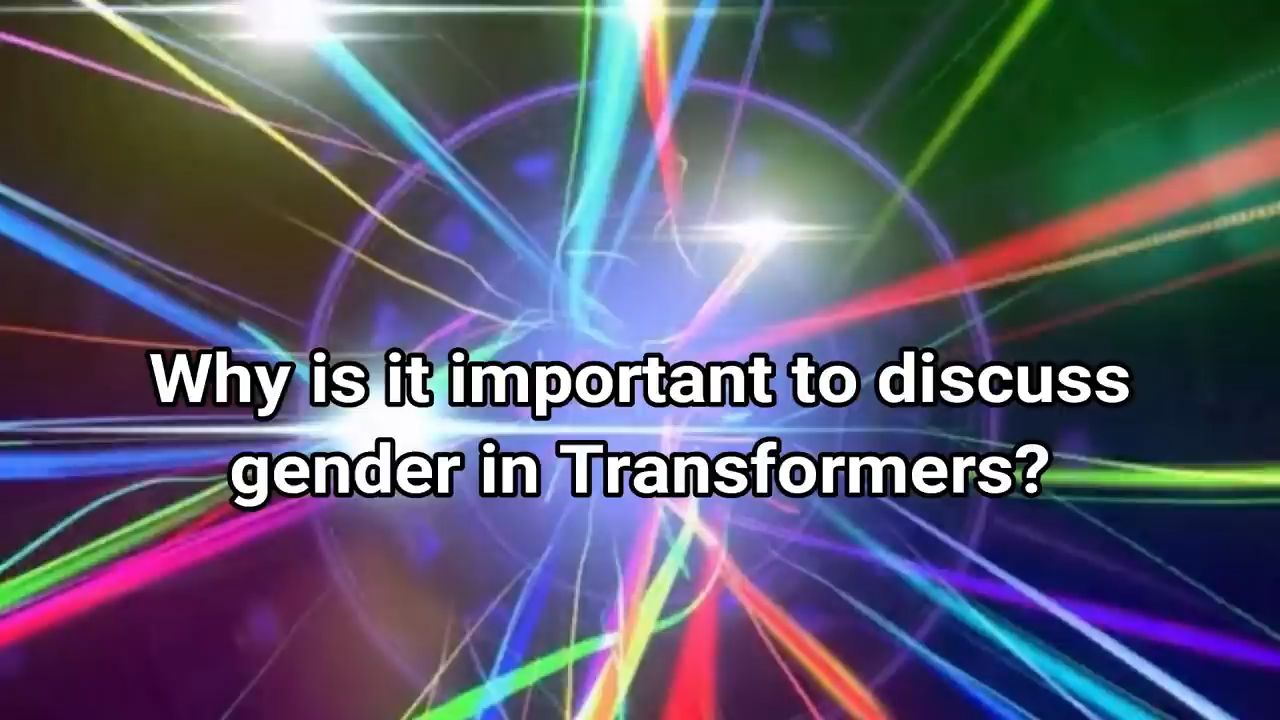 Why is it important to discuss
gender in Transformers?